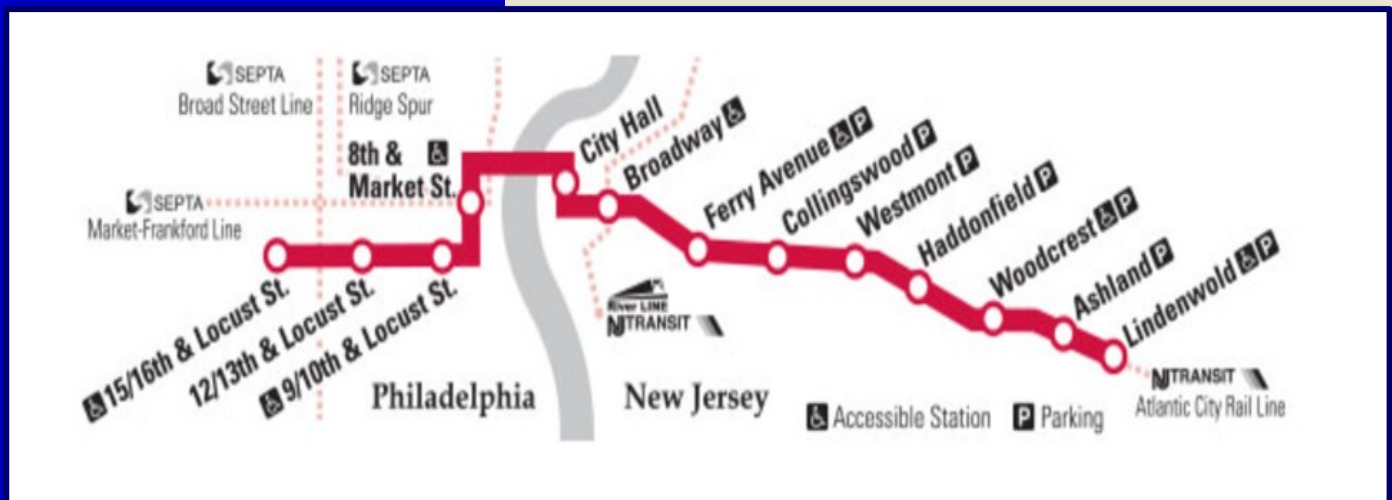 SEPTA
Broad Street Line
SEPTA
Ridge Spur
8th &
Market St.
SEPTA
Market-Frankford Line
15/16th & Locust St.
12/13th & Locust St.
9/10th & Locust St.
City Hall
Broadway
Ferry Avenue P
Collingswood P
Westmont P
Haddonfield P
Woodcrest P
Ashland P
Lindenwold P
River LINE
NJTRANSIT
Philadelphia
New Jersey
Accessible Station
P Parking
NJTRANSIT
Atlantic City Rail Line